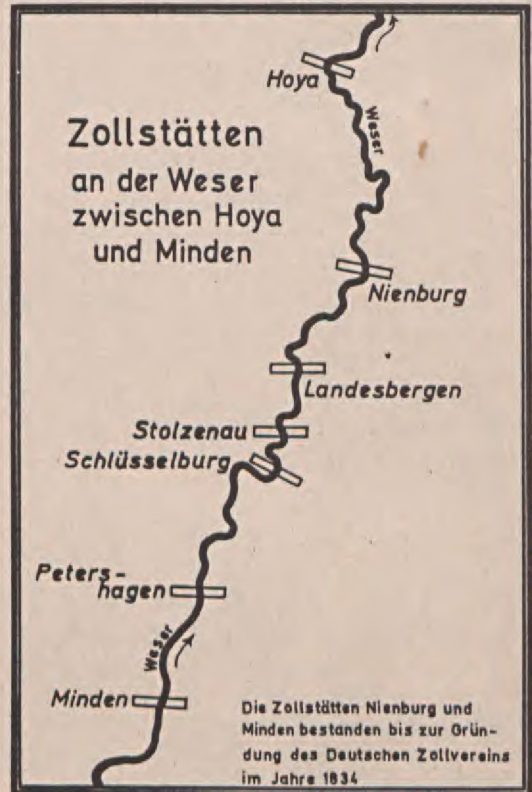 Hoya
Weser
Zollstätten
an der Weser
zwischen Hoya
und Minden
Nienburg
Landesbergen
Stolzenau
Schlüsselburg
Peters-
hagen
Weser
Minden
Die Zollstätten Nienburg und
Minden bestanden bis zur Grün-
dung des Deutschen Zollvereins
im Jahre 1834